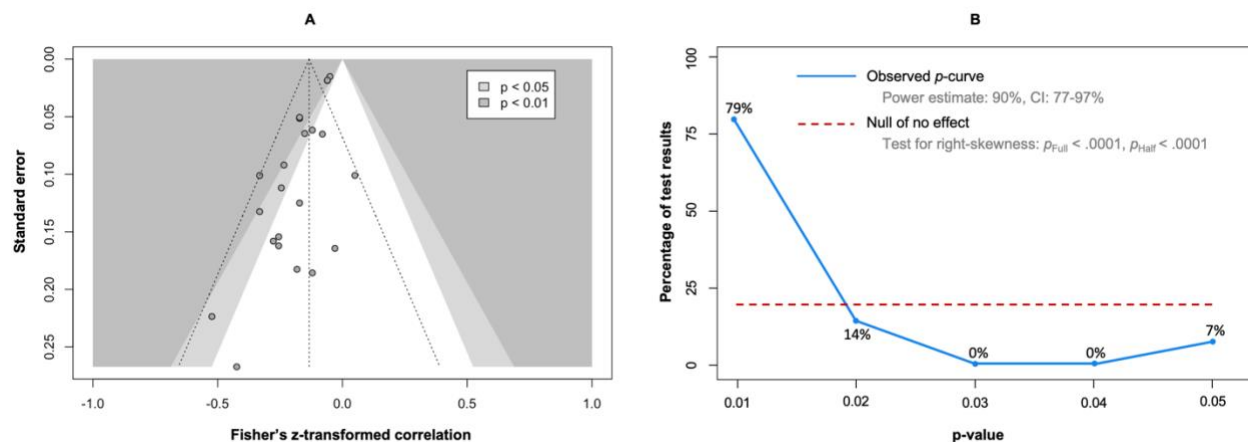 A
0.00
0.05
0.10
0.15
0.20
0.25
Standard error
p < 0.05
p < 0.01
-1.0
-0.5
0.0
0.5
1.0
Fisher's z-transformed correlation
B
100
75
50
25
0
Percentage of test results
Observed p-curve
Power estimate: 90%, CI: 77-97%
Null of no effect
Test for right-skewness: pFull < .0001, pHalf < .0001
79%
14%
0%
0%
7%
0.01
0.02
0.03
0.04
0.05
p-value